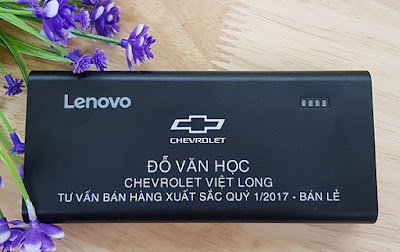 Lenovo
CHEVROLET
ĐỖ VĂN HỌC
CHEVROLET VIỆT LONG
TƯ VẤN BÁN HÀNG XUẤT SẮC QUÝ 1/2017 - BÁN LẺ